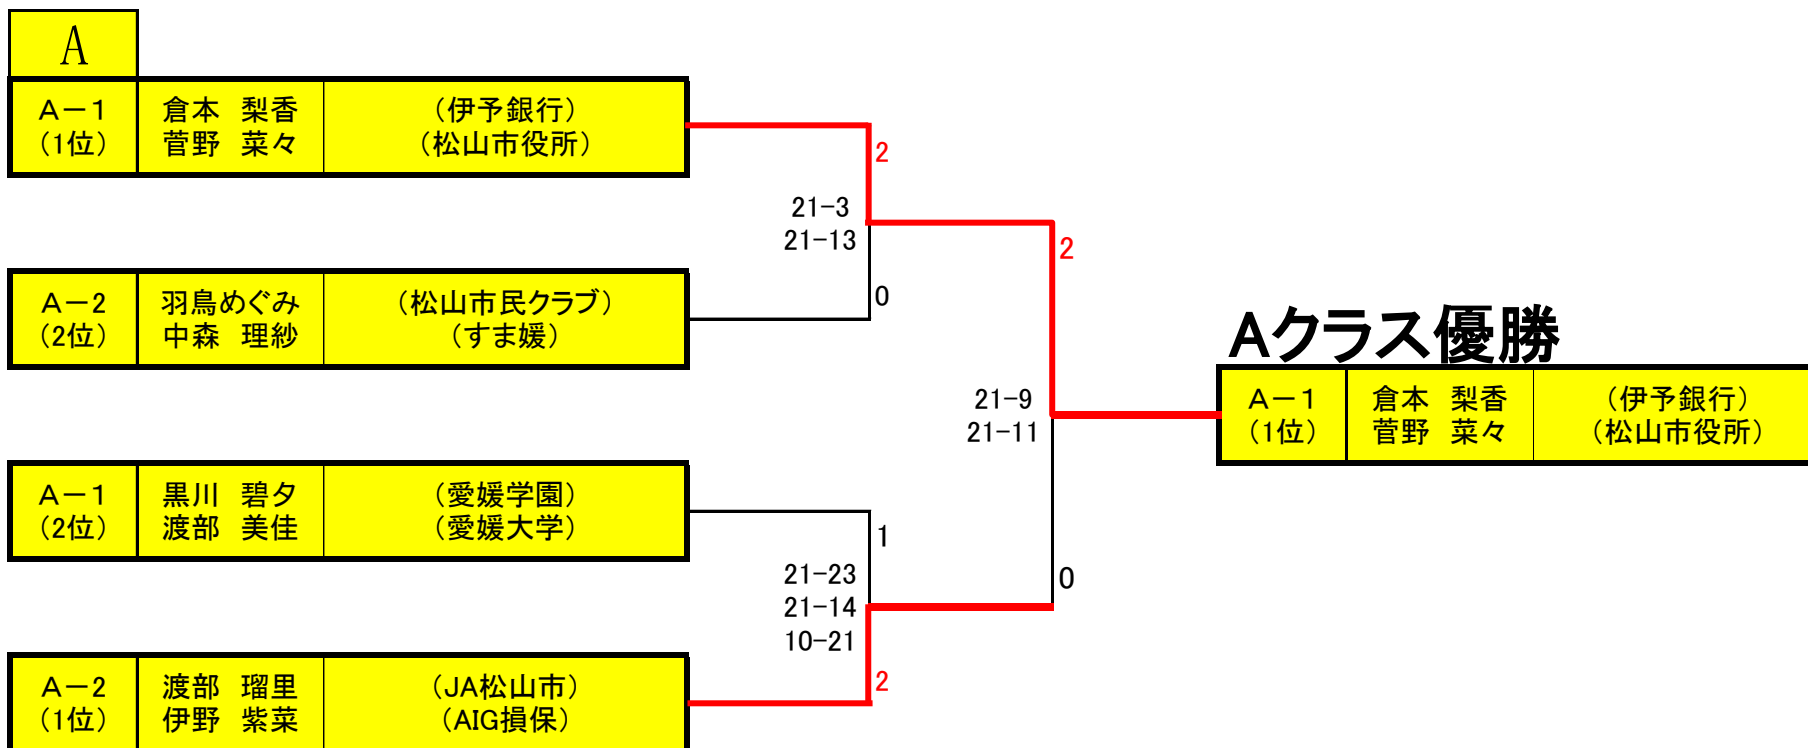 A
A－1 倉本 梨香 （伊予銀行）
（1位） 菅野 菜々 （松山市役所）
2
21-3
21-13
2
A－2 羽鳥めぐみ （松山市民クラブ）
（2位） 中森 理紗 （すま媛）
0
Aクラス優勝
21-9
21-11
A－1 倉本 梨香 （伊予銀行）
（1位） 菅野 菜々 （松山市役所）
A－1 黒川 碧夕 （愛媛学園）
（2位） 渡部 美佳 （愛媛大学）
1
21-23
21-14
10-21
0
A－2 渡部 瑠里 （JA松山市）
（1位） 伊野 紫菜 （AIG損保）
2